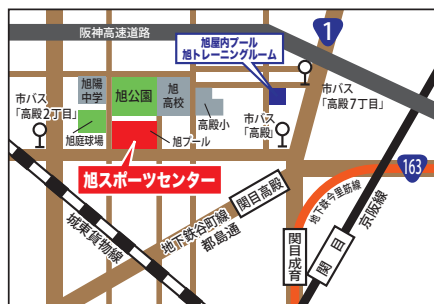 阪神高速道路
旭屋内プール
旭トレーニングルーム
1
旭陽
中学
旭公園
旭
高校
市バス
「高殿2丁目」
高殿小
市バス
「高殿」
市バス
「高殿7丁目」
旭庭球場
旭プール
旭スポーツセンター
163
城東貨物線
地下鉄谷町線
都島通
関目高殿
地下鉄今里筋線
関目成育
関目
京阪線